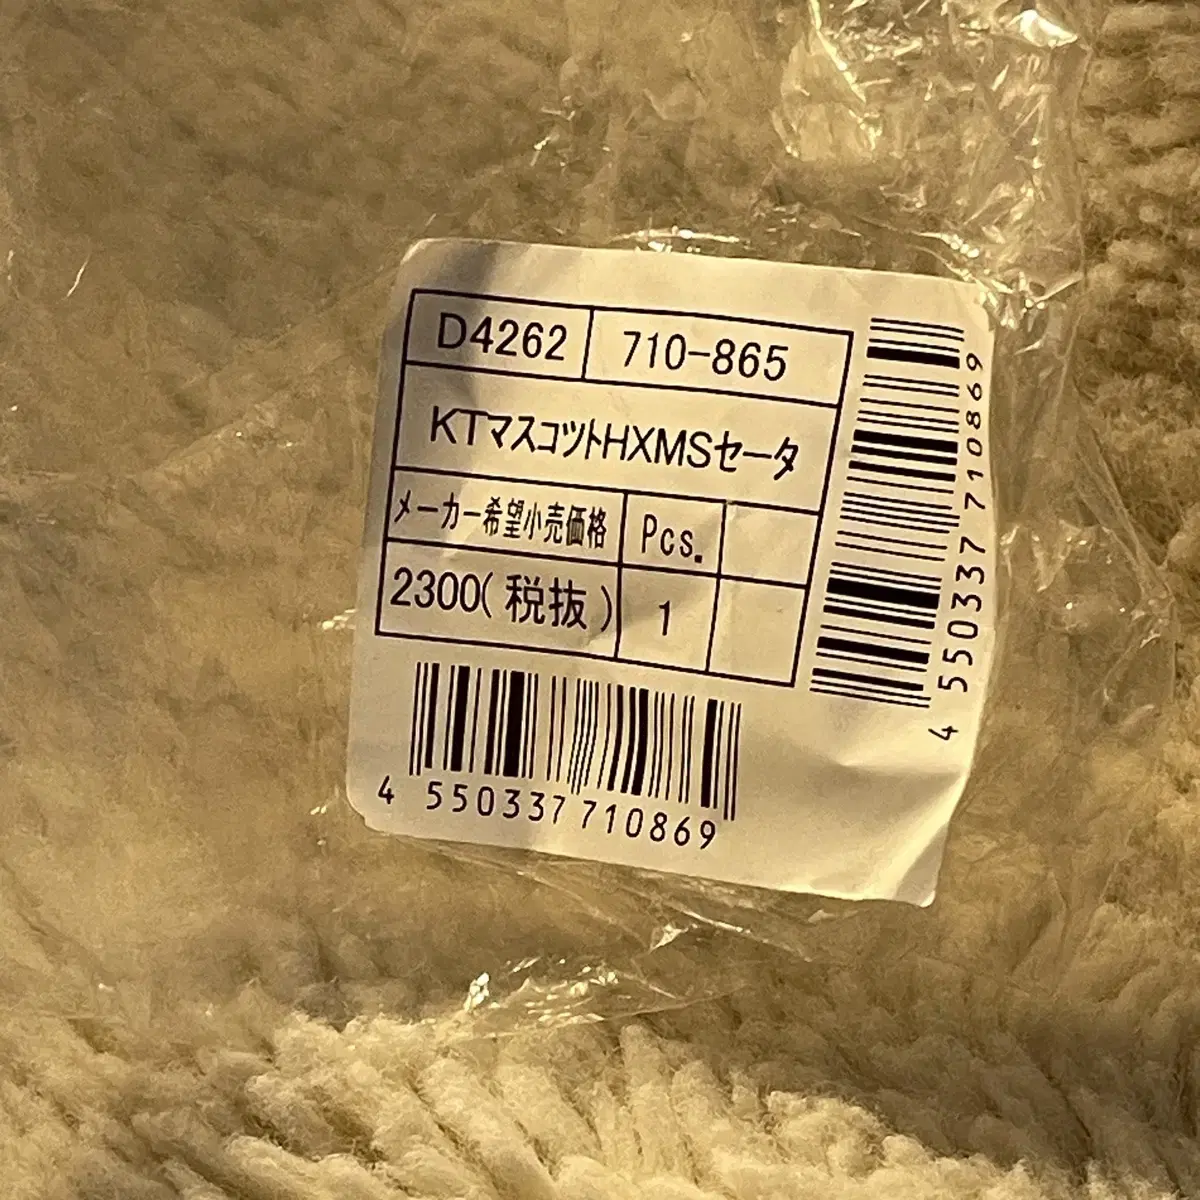 D4262 710-865
KTマスコットHXMSセータ
メーカー希望小売価格 Pcs.
2300(税抜) 1
4 550337 710869
4 550337 710869